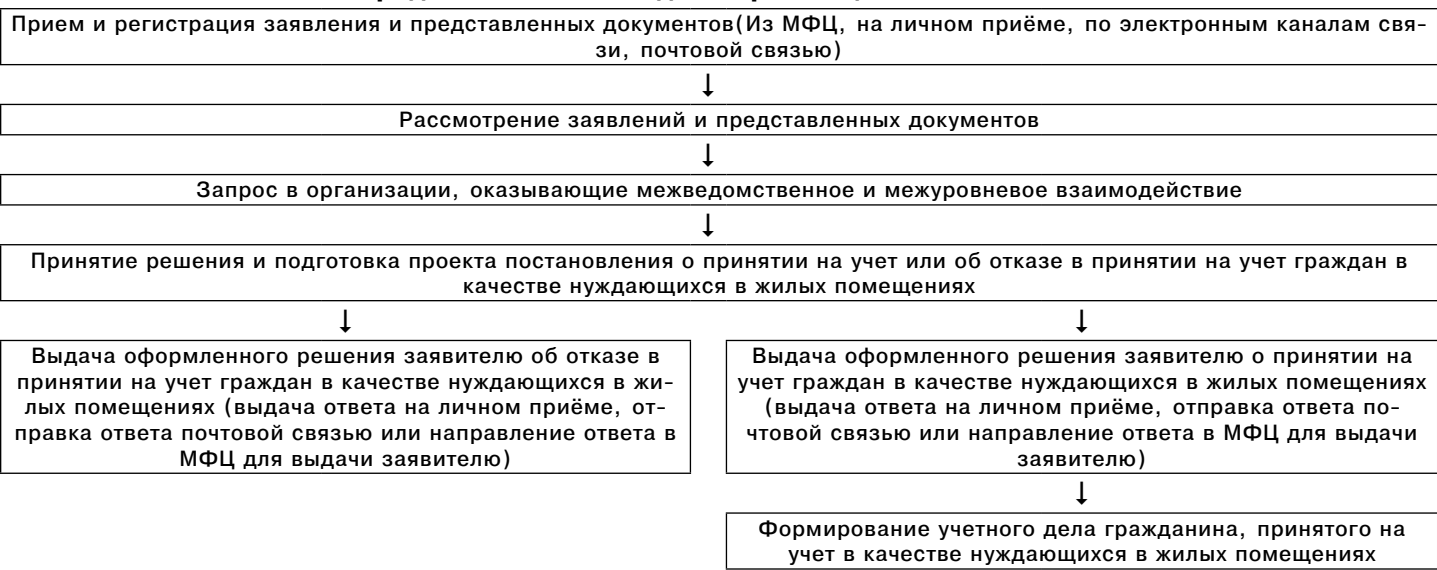 Прием и регистрация заявления и представленных документов(Из МФЦ, на личном приёме, по электронным каналам свя-
зи, почтовой связью)
Рассмотрение заявлений и представленных документов
Запрос в организации, оказывающие межведомственное и межуровневое взаимодействие
Принятие решения и подготовка проекта постановления о принятии на учет или об отказе в принятии на учет граждан в
качестве нуждающихся в жилых помещениях
Выдача оформленного решения заявителю об отказе в
принятии на учет граждан в качестве нуждающихся в жи-
лых помещениях (выдача ответа на личном приёме, от-
правка ответа почтовой связью или направление ответа в
МФЦ для выдачи заявителю)
Выдача оформленного решения заявителю о принятии на
учет граждан в качестве нуждающихся в жилых помещениях
(выдача ответа на личном приёме, отправка ответа по-
чтовой связью или направление ответа в МФЦ для выдачи
заявителю)
Формирование учетного дела гражданина, принятого на
учет в качестве нуждающихся в жилых помещениях